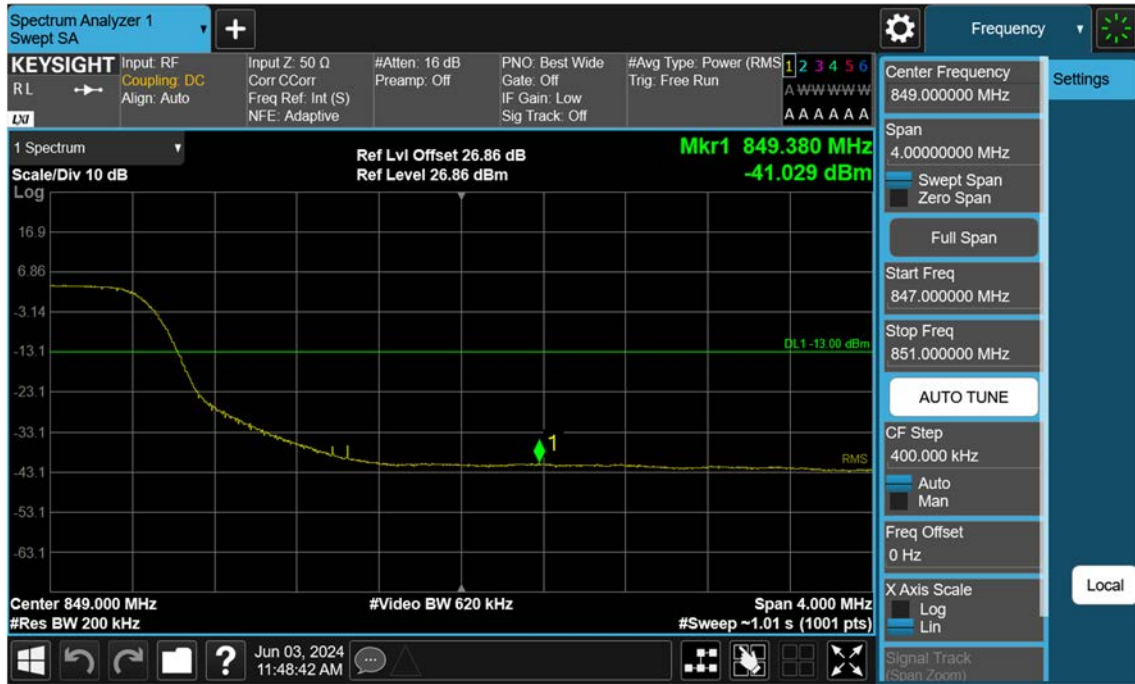 Spectrum Analyzer 1
Swept SA
Frequency
KEYSIGHT
R L
LXI
Input: RF
Coupling: DC
Align: Auto
Input Z: 50 Ω
Corr CCorr
Freq Ref: Int (S)
NFE: Adaptive
#Atten: 16 dB
Preamp: Off
PNO: Best Wide
Gate: Off
IF Gain: Low
Sig Track: Off
#Avg Type: Power (RMS
Trig: Free Run
1 2 3 4 5 6
A W W W W W
A A A A A A
1 Spectrum
Scale/Div 10 dB
Log
Ref Lvl Offset 26.86 dB
Ref Level 26.86 dBm
Mkr1 849.380 MHz
-41.029 dBm
16.9
6.86
-3.14
-13.1
-23.1
-33.1
-43.1
-53.1
-63.1
DL1 -13.00 dBm
1
RMS
Center 849.000 MHz
#Res BW 200 kHz
#Video BW 620 kHz
Span 4.000 MHz
#Sweep ~1.01 s (1001 pts)
Jun 03, 2024
11:48:42 AM
?
Center Frequency
849.000000 MHz
Span
4.00000000 MHz
Swept Span
Zero Span
Full Span
Start Freq
847.000000 MHz
Stop Freq
851.000000 MHz
AUTO TUNE
CF Step
400.000 kHz
Auto
Man
Freq Offset
0 Hz
X Axis Scale
Log
Lin
Signal Track
(Span Zoom)
Settings
Local